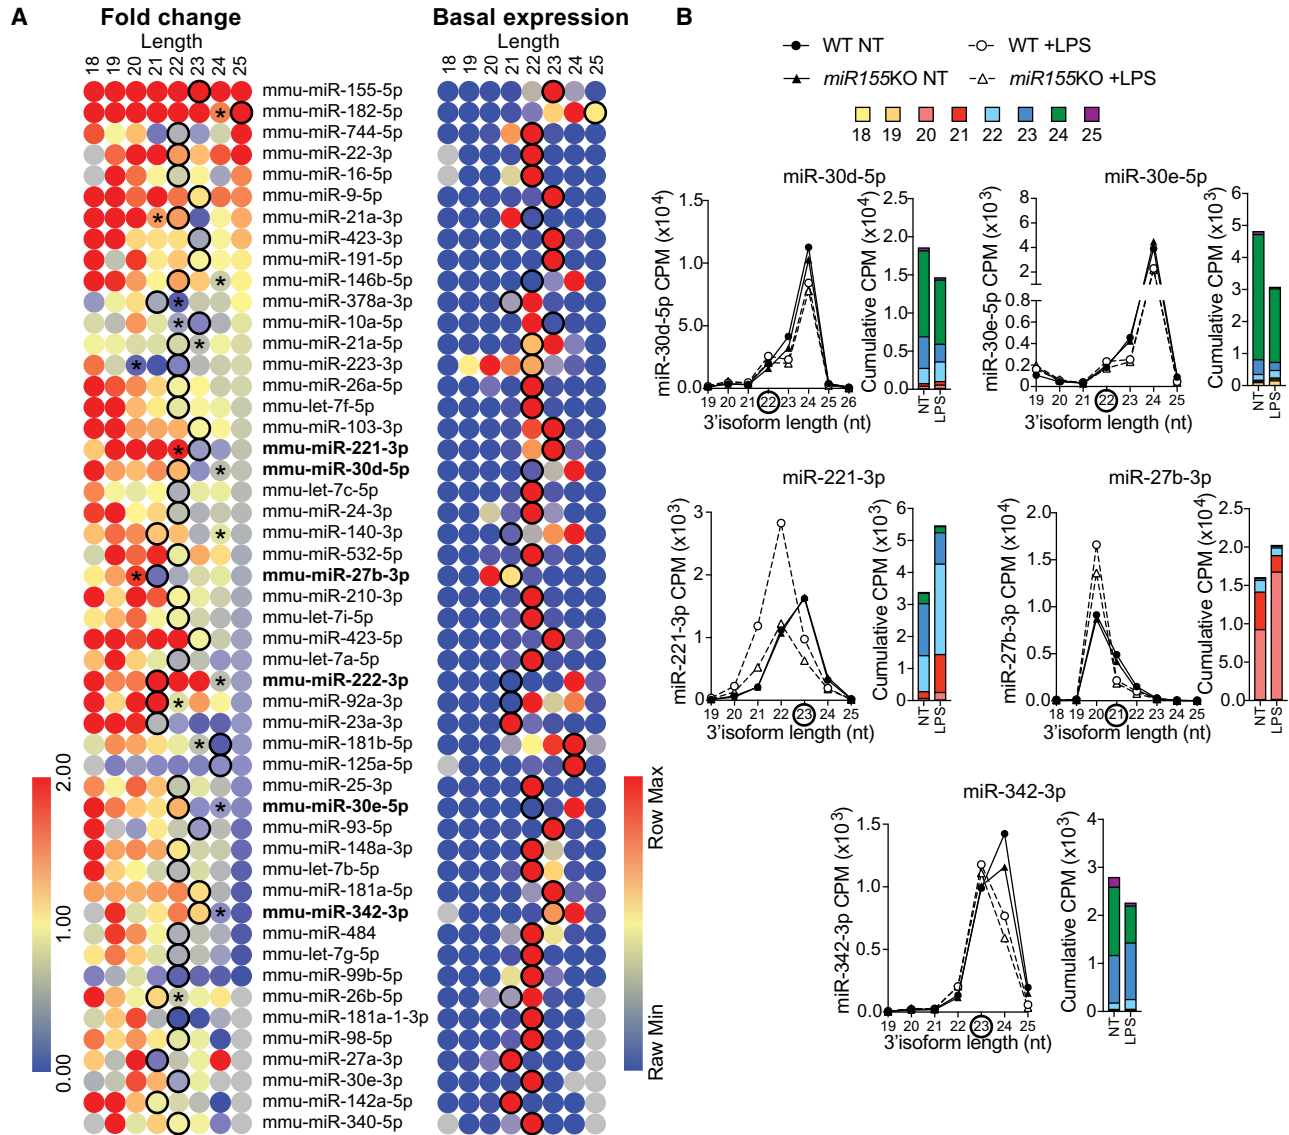 A
Fold change
Basal expression
Length
Length
18 19 20 21 22 23 24 25
18 19 20 21 22 23 24 25
mmu-miR-155-5p
* mmu-miR-182-5p
mmu-miR-744-5p
mmu-miR-22-3p
mmu-miR-16-5p
mmu-miR-9-5p
* mmu-miR-21a-3p
mmu-miR-423-3p
mmu-miR-191-5p
* mmu-miR-146b-5p
* mmu-miR-378a-3p
* mmu-miR-10a-5p
* mmu-miR-21a-5p
* mmu-miR-223-3p
mmu-miR-26a-5p
mmu-let-7f-5p
mmu-miR-103-3p
* mmu-miR-221-3p
* mmu-miR-30d-5p
mmu-let-7c-5p
mmu-miR-24-3p
* mmu-miR-140-3p
mmu-miR-532-5p
* mmu-miR-27b-3p
mmu-miR-210-3p
mmu-let-7i-5p
mmu-miR-423-5p
mmu-let-7a-5p
* mmu-miR-222-3p
* mmu-miR-92a-3p
mmu-miR-23a-3p
* mmu-miR-181b-5p
mmu-miR-125a-5p
mmu-miR-25-3p
* mmu-miR-30e-5p
mmu-miR-93-5p
mmu-miR-148a-3p
mmu-let-7b-5p
mmu-miR-181a-5p
* mmu-miR-342-3p
mmu-miR-484
mmu-let-7g-5p
mmu-miR-99b-5p
* mmu-miR-26b-5p
mmu-miR-181a-1-3p
mmu-miR-98-5p
mmu-miR-27a-3p
mmu-miR-30e-3p
mmu-miR-142a-5p
mmu-miR-340-5p
2.00
1.00
0.00
Row Max
Raw Min
B
WT NT
WT +LPS
miR155KO NT
miR155KO +LPS
18 19 20 21 22 23 24 25
miR-30d-5p
miR-30d-5p CPM (x10⁴)
1.5
1.0
5.0
0.0
19 20 21 22 23 24 25 26
3'isoform length (nt)
Cumulative CPM (x10⁴)
2.5
2.0
1.5
1.0
0.5
0.0
NT
LPS
miR-30e-5p
miR-30e-5p CPM (x10³)
8
6
4
2
0.8
0.6
0.4
0.2
0.0
19 20 21 22 23 24 25
3'isoform length (nt)
Cumulative CPM (x10³)
6
5
4
3
2
1
0
NT
LPS
miR-221-3p
miR-221-3p CPM (x10³)
3
2
1
0
19 20 21 22 23 24 25
3'isoform length (nt)
Cumulative CPM (x10³)
6
5
4
3
2
1
0
NT
LPS
miR-27b-3p
miR-27b-3p CPM (x10⁴)
2.0
1.5
1.0
0.5
0.0
18 19 20 21 22 23 24 25
3'isoform length (nt)
Cumulative CPM (x10⁴)
2.5
2.0
1.5
1.0
5.0
0.0
NT
LPS
miR-342-3p
miR-342-3p CPM (x10³)
1.5
1.0
0.5
0.0
19 20 21 22 23 24 25
3'isoform length (nt)
Cumulative CPM (x10³)
4
3
2
1
0
NT
LPS